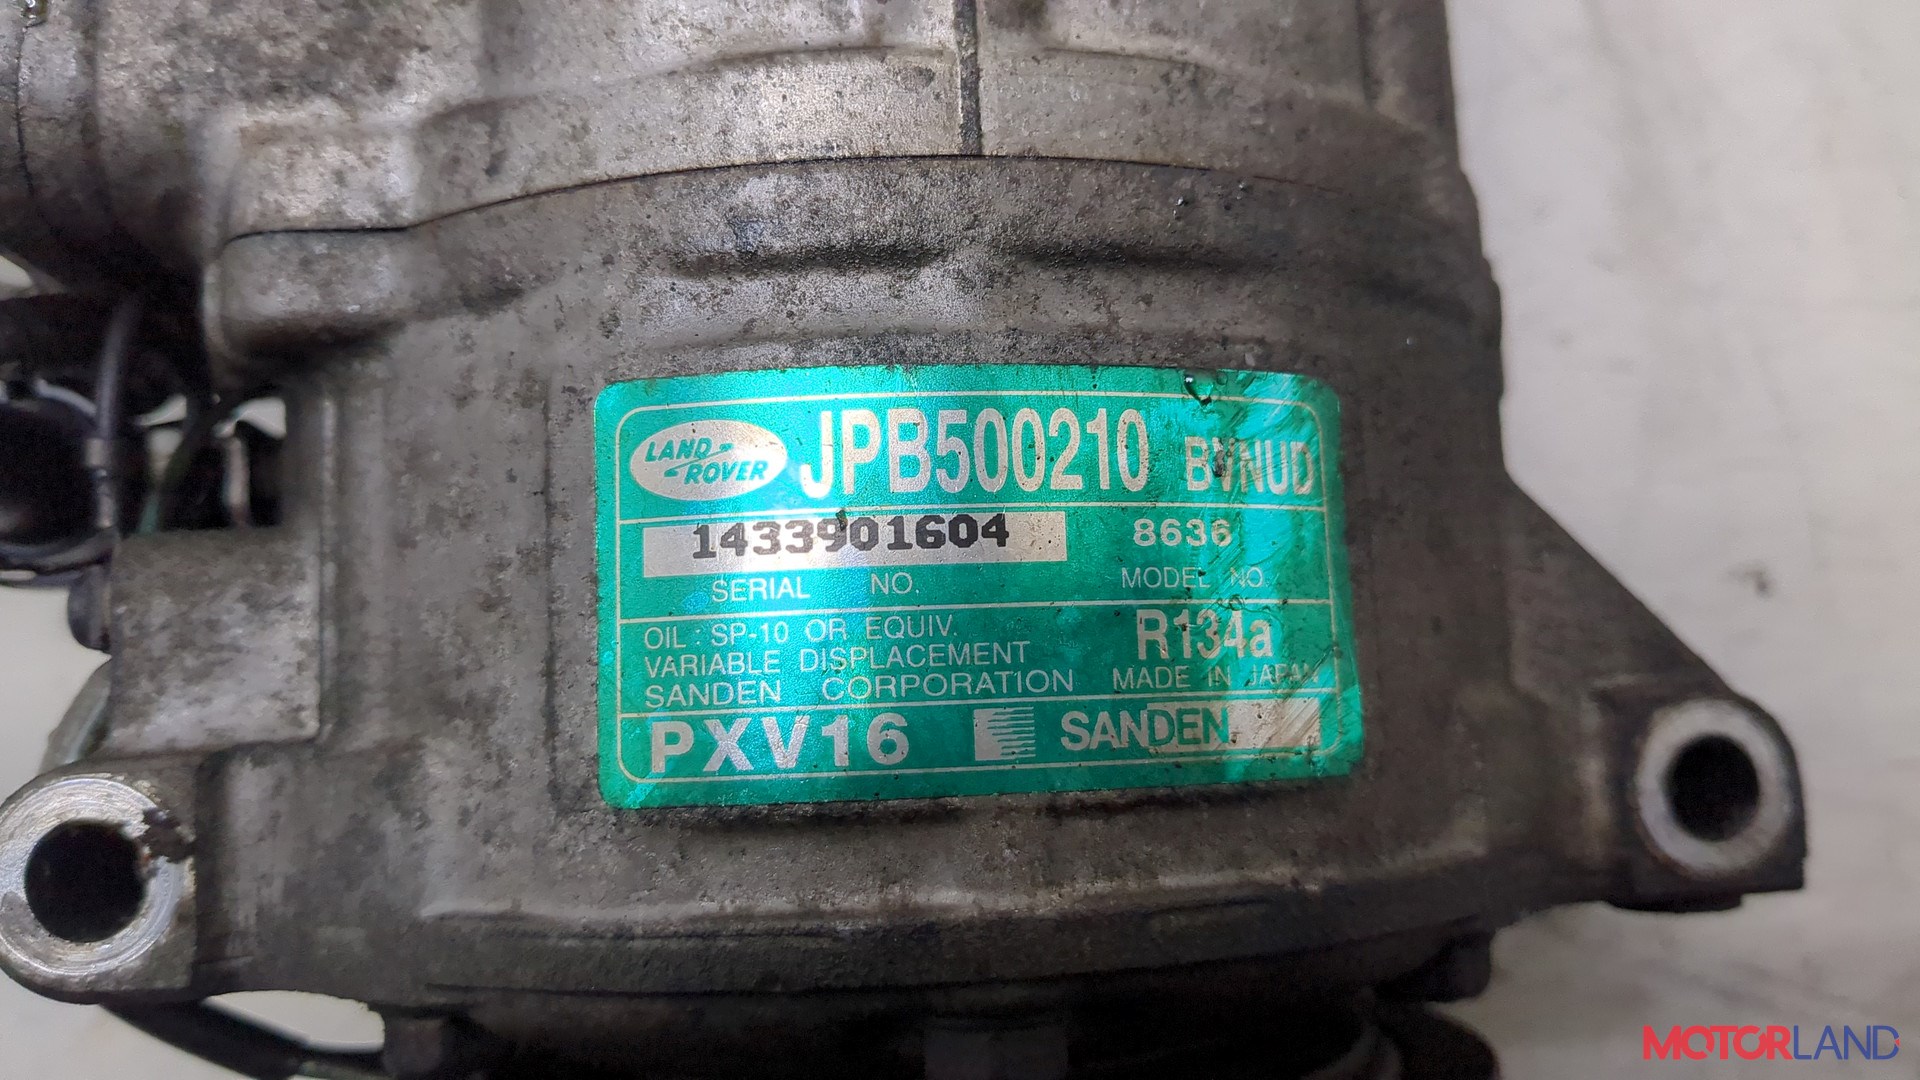 LAND ROVER JPB500210 BVNUD
1433901604 8636
SERIAL NO. MODEL NO.
OIL : SP-10 OR EQUIV. R134a
VARIABLE DISPLACEMENT
SANDEN CORPORATION MADE IN JAPAN
PXV16 SANDEN
MOTORLAND